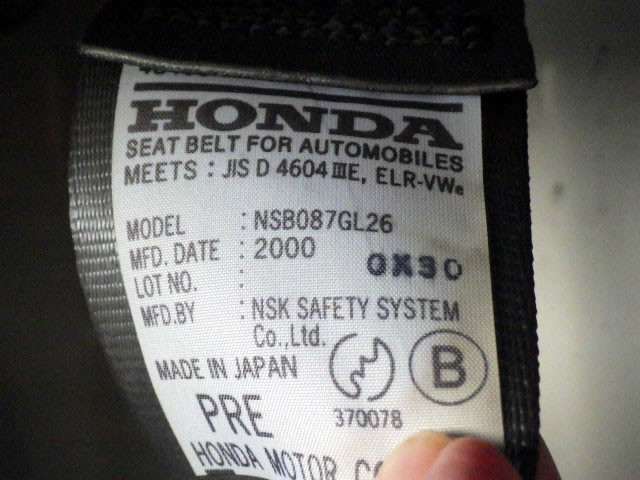 HONDA
SEAT BELT FOR AUTOMOBILES
MEETS : JIS D 4604 ⅢE, ELR-VWe
MODEL : NSB087GL26
MFD. DATE : 2000
LOT NO. : 0X30
MFD.BY : NSK SAFETY SYSTEM
Co.,Ltd.
MADE IN JAPAN
B
370078
PRE
HONDA MOTOR